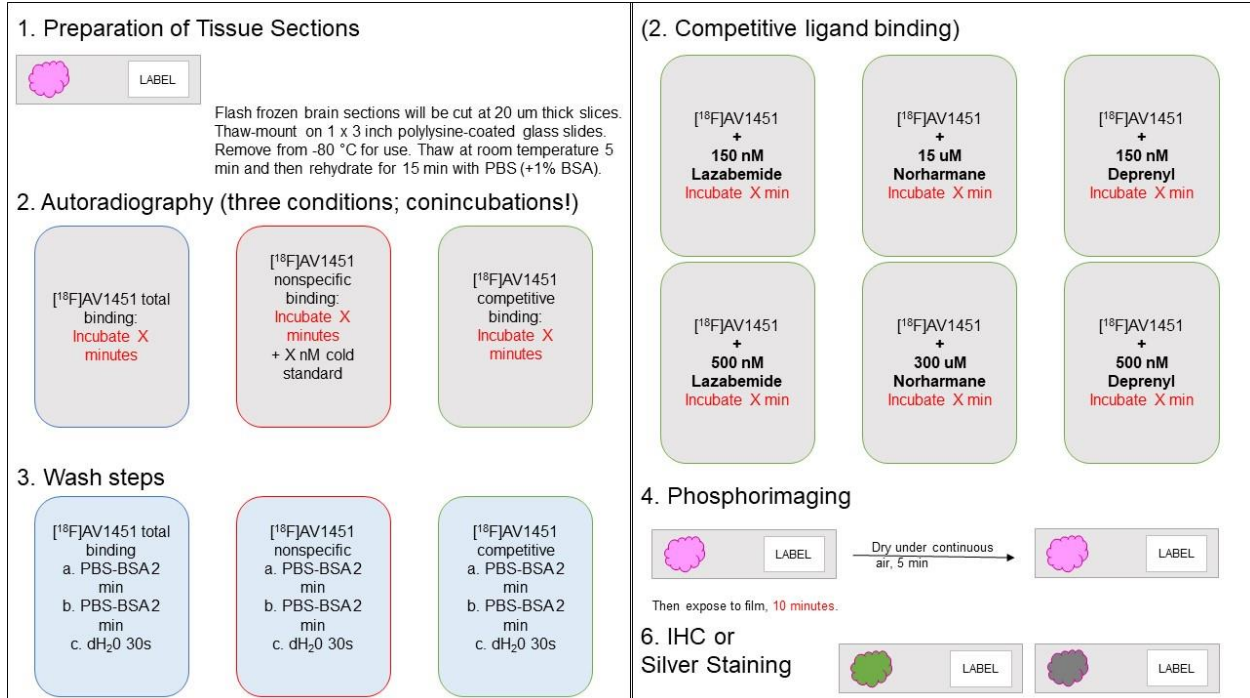 1. Preparation of Tissue Sections
LABEL
Flash frozen brain sections will be cut at 20 um thick slices.
Thaw-mount on 1 x 3 inch polylysine-coated glass slides.
Remove from -80 °C for use. Thaw at room temperature 5
min and then rehydrate for 15 min with PBS (+1% BSA).
2. Autoradiography (three conditions; conincubations!)
[¹⁸F]AV1451 total
binding:
Incubate X
minutes
[¹⁸F]AV1451
nonspecific
binding:
Incubate X
minutes
+ X nM cold
standard
[¹⁸F]AV1451
competitive
binding:
Incubate X
minutes
3. Wash steps
[¹⁸F]AV1451 total
binding
a. PBS-BSA 2
min
b. PBS-BSA 2
min
c. dH₂0 30s
[¹⁸F]AV1451
nonspecific
a. PBS-BSA 2
min
b. PBS-BSA 2
min
c. dH₂0 30s
[¹⁸F]AV1451
competitive
a. PBS-BSA 2
min
b. PBS-BSA 2
min
c. dH₂0 30s
(2. Competitive ligand binding)
[¹⁸F]AV1451
+
150 nM
Lazabemide
Incubate X min
[¹⁸F]AV1451
+
15 uM
Norharmane
Incubate X min
[¹⁸F]AV1451
+
150 nM
Deprenyl
Incubate X min
[¹⁸F]AV1451
+
500 nM
Lazabemide
Incubate X min
[¹⁸F]AV1451
+
300 uM
Norharmane
Incubate X min
[¹⁸F]AV1451
+
500 nM
Deprenyl
Incubate X min
4. Phosphorimaging
LABEL
Dry under continuous
air, 5 min
LABEL
Then expose to film, 10 minutes.
6. IHC or
Silver Staining
LABEL
LABEL